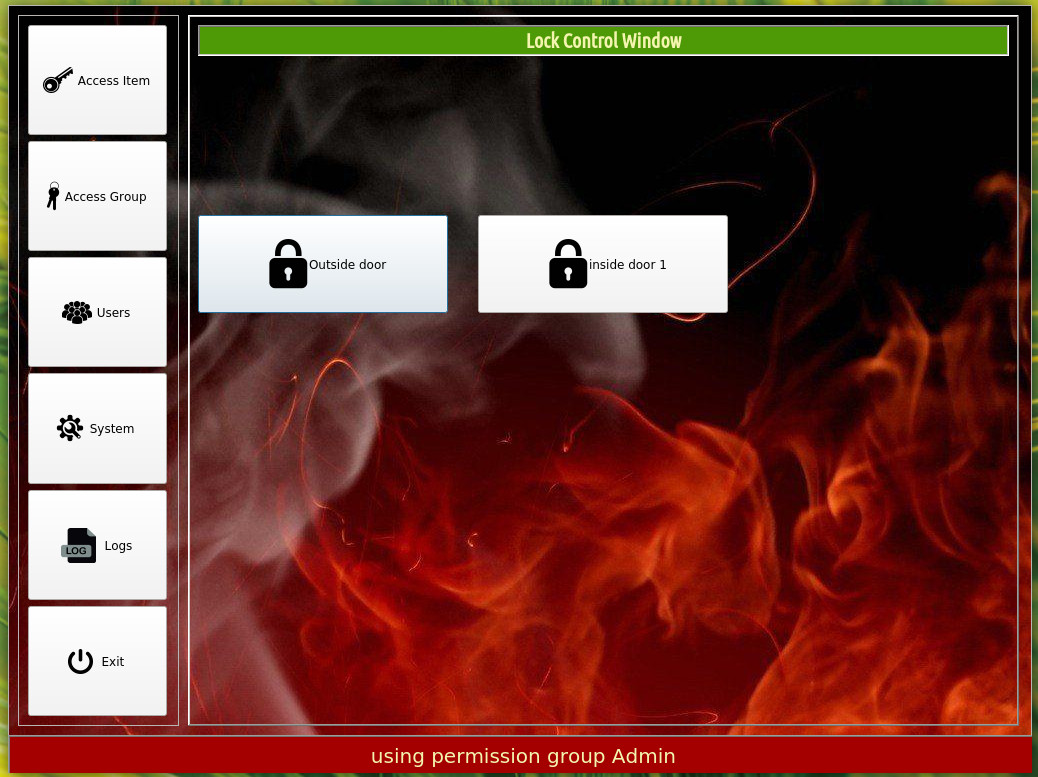 Lock Control Window
Access Item
Access Group
Users
System
LOG
Logs
Exit
Outside door
inside door 1
using permission group Admin